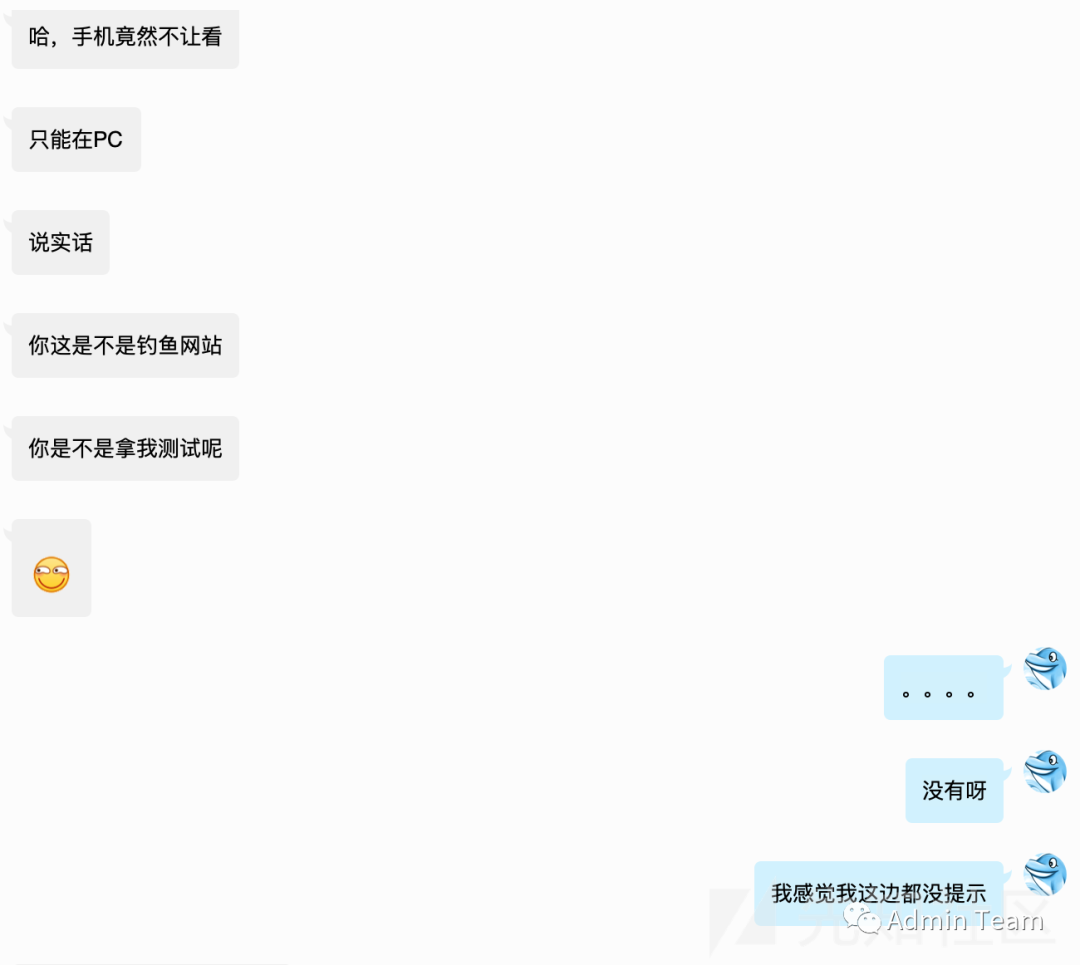 哈，手机竟然不让看
只能在PC
说实话
你这是不是钓鱼网站
你是不是拿我测试呢
。。。。
没有呀
我感觉我这边都没提示
Admin Team